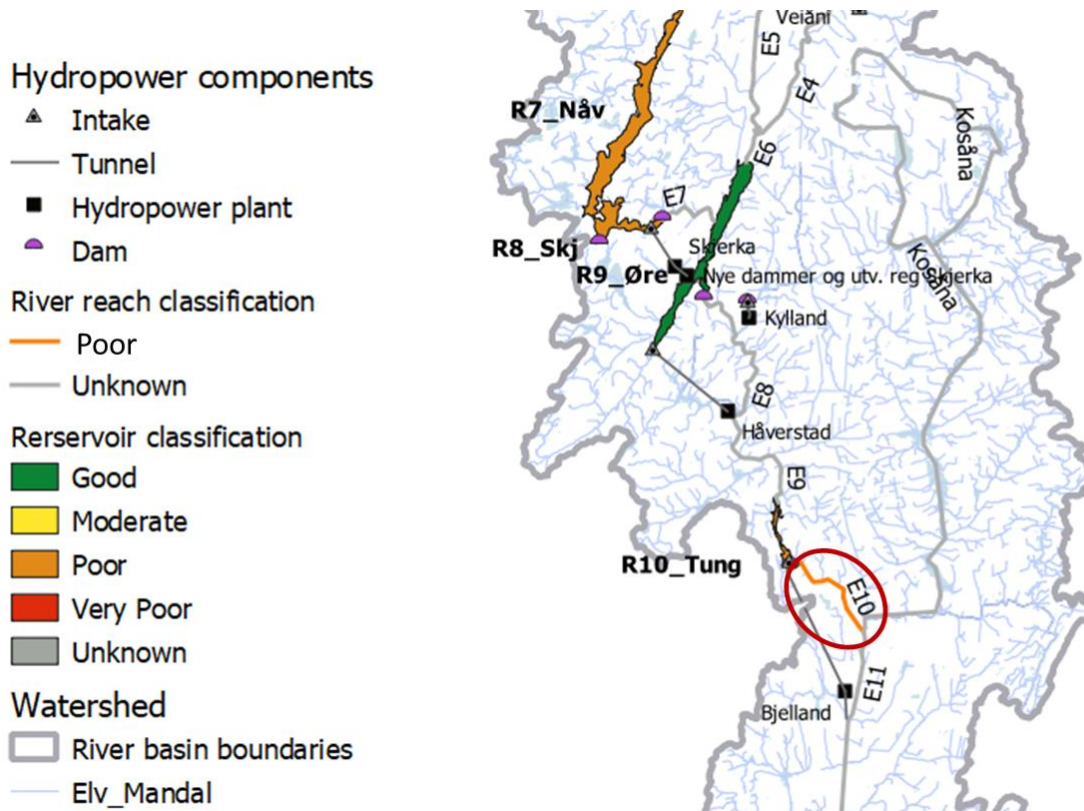 Hydropower components
Intake
Tunnel
Hydropower plant
Dam
River reach classification
Poor
Unknown
Rerservoir classification
Good
Moderate
Poor
Very Poor
Unknown
Watershed
River basin boundaries
Elv_Mandal
Veiåni
E5
E4
R7_Nåv
Kosåna
E6
E7
R8_Skj
Skjerka
Kosåna
R9_Øre
Nye dammer og utv. reg Skjerka
Kylland
E8
Håverstad
E9
R10_Tung
E10
E11
Bjelland